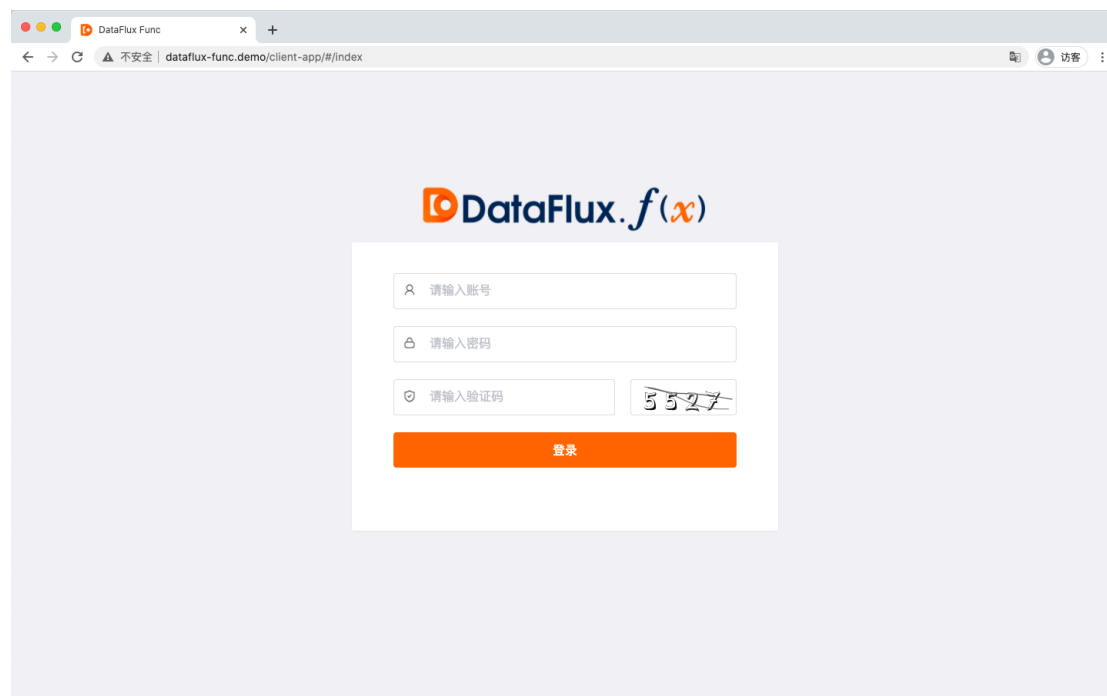 DataFlux Func
不安全 dataflux-func.demo/client-app/#/index 访客
DataFlux.f(x)
请输入账号
请输入密码
请输入验证码 5527
登录